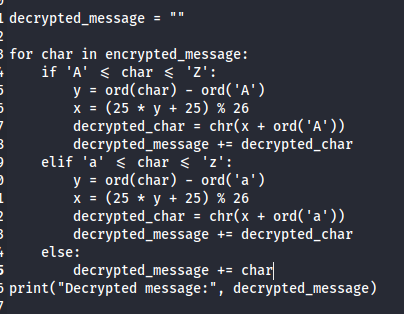 decrypted_message = ""
for char in encrypted_message:
    if 'A' ≤ char ≤ 'Z':
        y = ord(char) - ord('A')
        x = (25 * y + 25) % 26
        decrypted_char = chr(x + ord('A'))
        decrypted_message += decrypted_char
    elif 'a' ≤ char ≤ 'z':
        y = ord(char) - ord('a')
        x = (25 * y + 25) % 26
        decrypted_char = chr(x + ord('a'))
        decrypted_message += decrypted_char
    else:
        decrypted_message += char
print("Decrypted message:", decrypted_message)